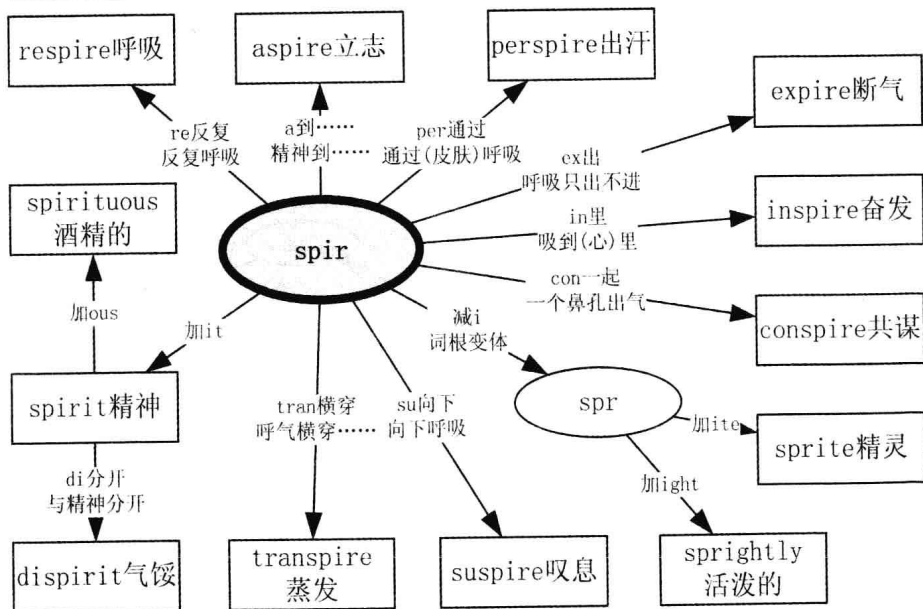 respire呼吸
aspire立志
perspire出汗
expire断气
re反复
反复呼吸
a到……
精神到……
per通过
通过(皮肤)呼吸
ex出
呼吸只出不进
spirituous
酒精的
spir
in里
吸到(心)里
inspire奋发
con一起
一个鼻孔出气
conspire共谋
加ous
加it
减i
词根变体
spirit精神
tran横穿
呼气横穿……
su向下
向下呼吸
spr
加ite
sprite精灵
di分开
与精神分开
加ight
dispirit气馁
transpire
蒸发
suspire叹息
sprightly
活泼的